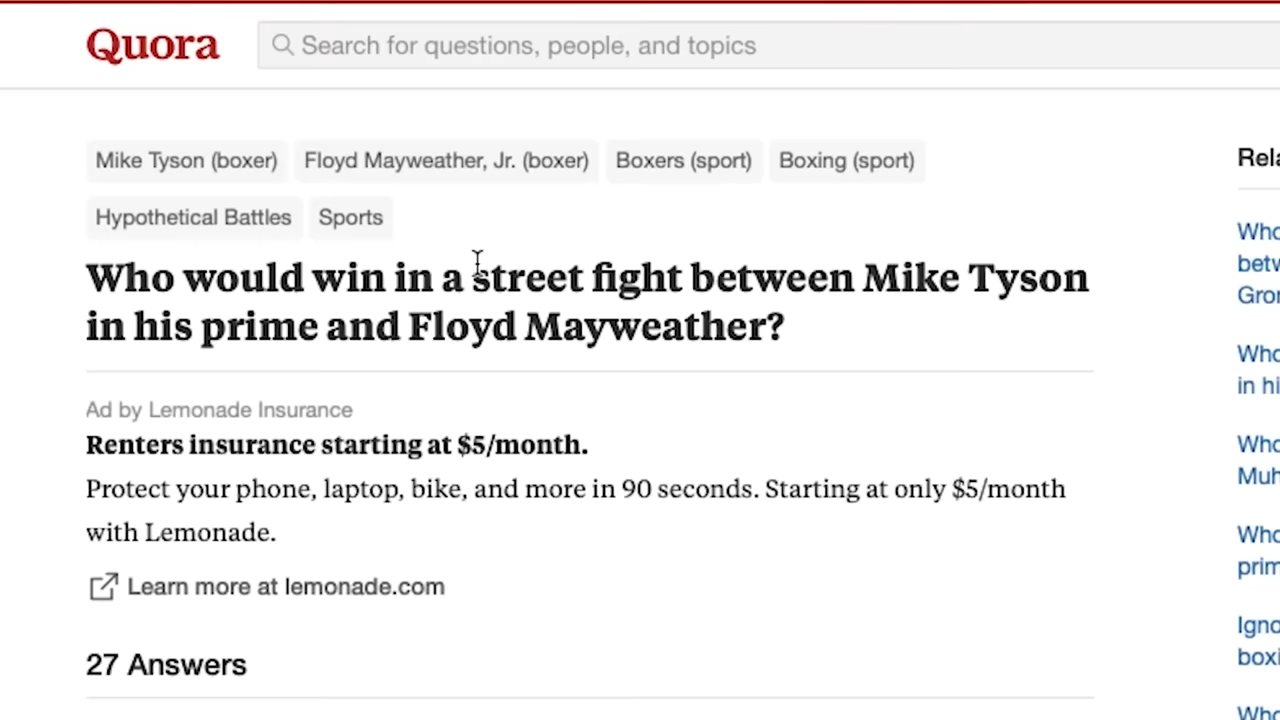 Quora
Search for questions, people, and topics
Mike Tyson (boxer) Floyd Mayweather, Jr. (boxer) Boxers (sport) Boxing (sport)
Hypothetical Battles Sports
Who would win in a street fight between Mike Tyson
in his prime and Floyd Mayweather?
Ad by Lemonade Insurance
Renters insurance starting at $5/month.
Protect your phone, laptop, bike, and more in 90 seconds. Starting at only $5/month
with Lemonade.
Learn more at lemonade.com
27 Answers